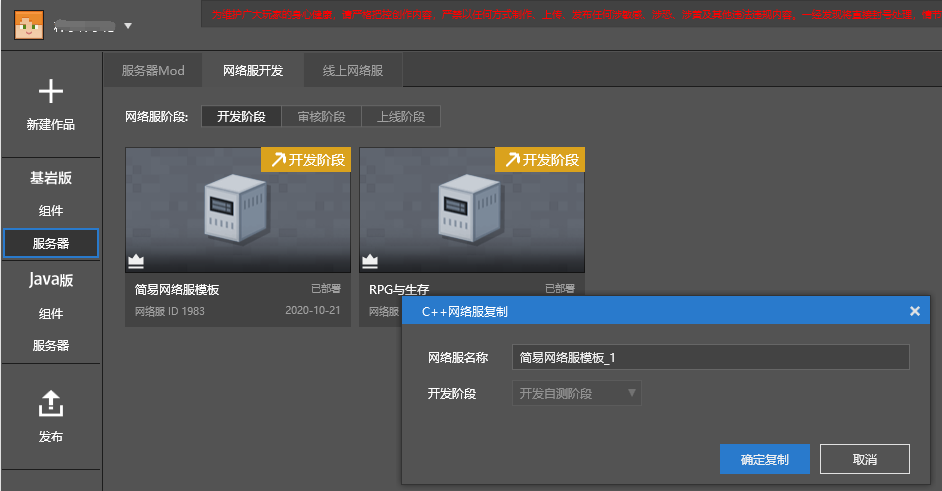 服务器Mod
网络服开发
线上网络服
新建作品
网络服阶段:
开发阶段
审核阶段
上线阶段
基岩版
组件
服务器
Java版
组件
服务器
发布
开发阶段
简易网络服模板
已部署
网络服 ID 1983
2020-10-21
开发阶段
RPG与生存
已部署
网络服
C++网络服复制
网络服名称
简易网络服模板_1
开发阶段
开发自测阶段
确定复制
取消